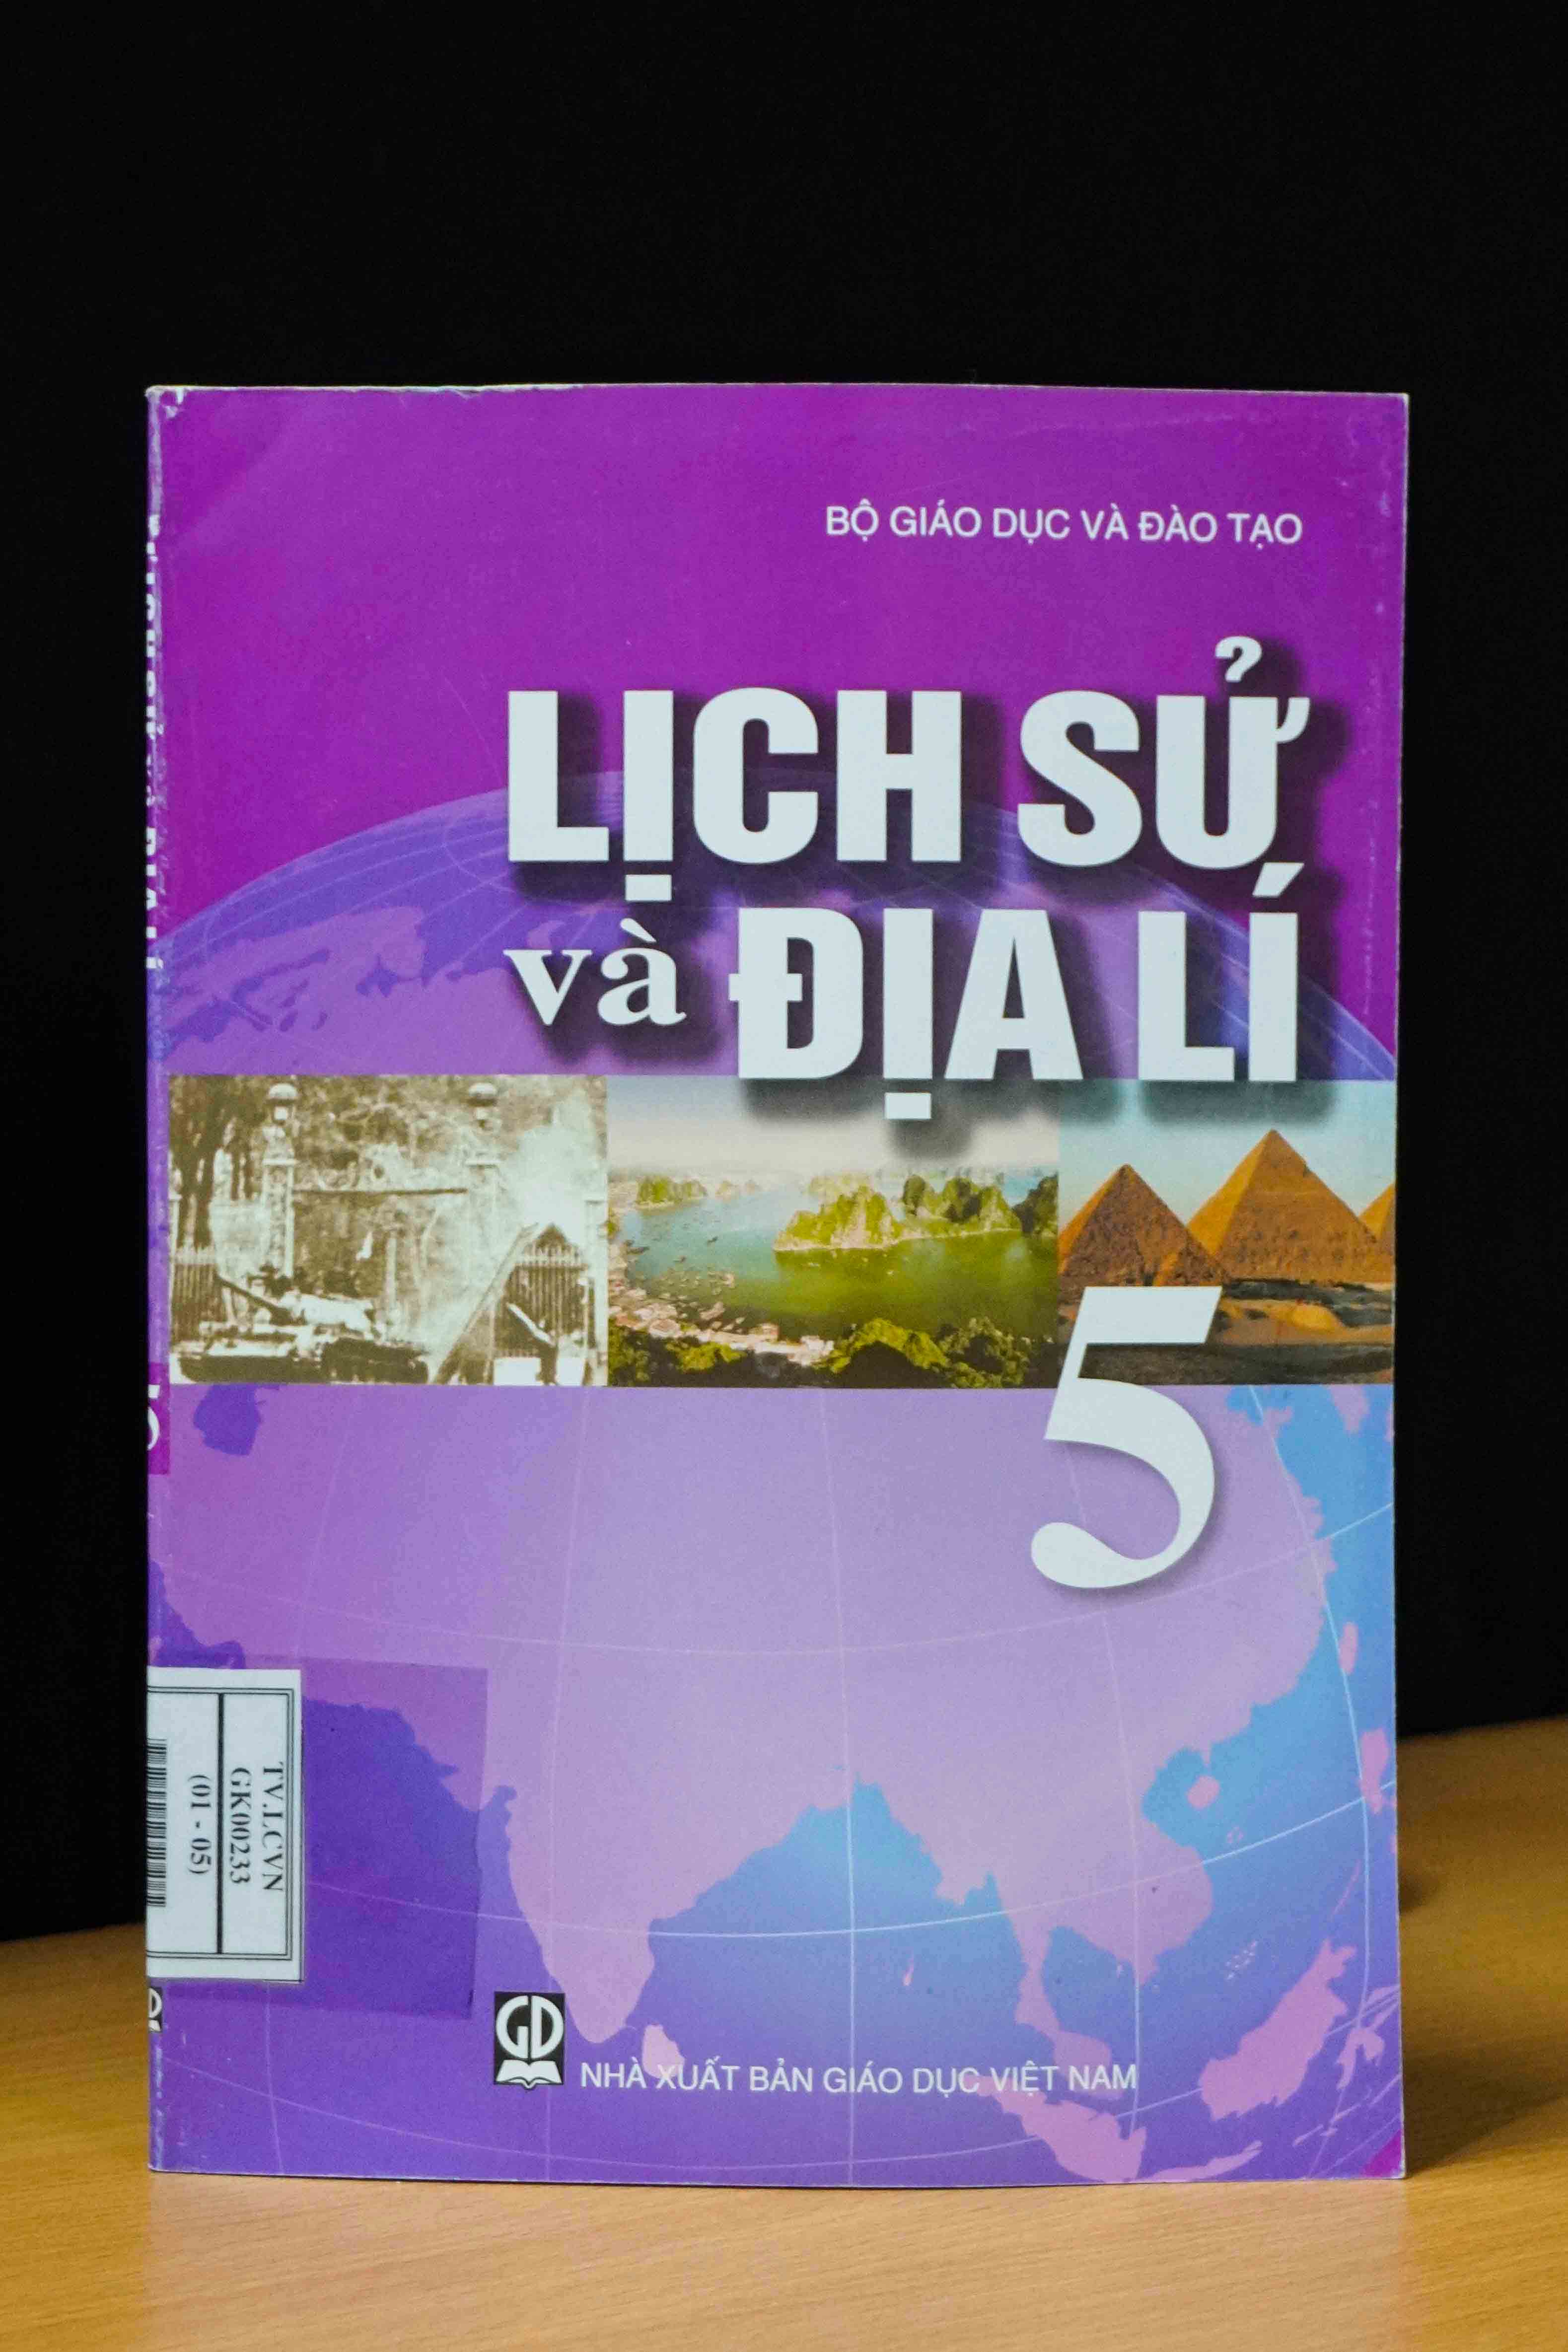 BỘ GIÁO DỤC VÀ ĐÀO TẠO
LỊCH SỬ
và ĐỊA LÍ
5
TV.LCVN
GK00233
(01 - 05)
GD
NHÀ XUẤT BẢN GIÁO DỤC VIỆT NAM